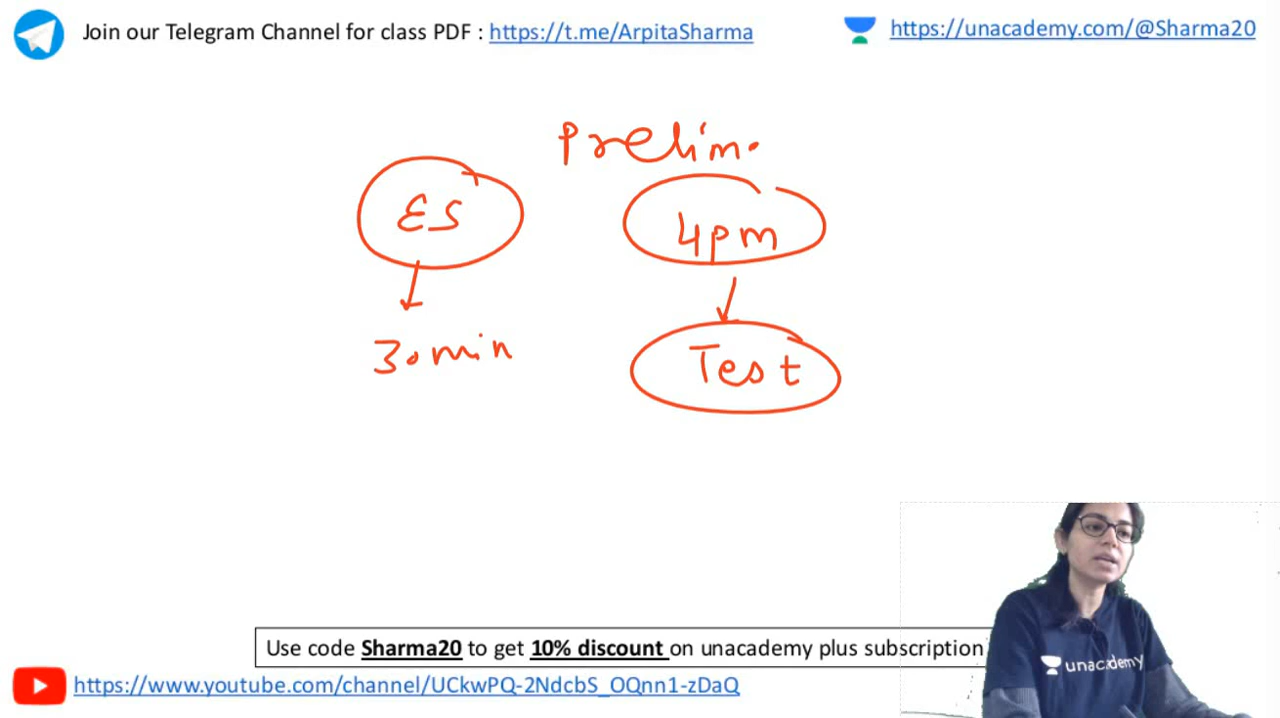 Join our Telegram Channel for class PDF : https://t.me/ArpitaSharma
https://unacademy.com/@Sharma20
Prelim.
ES
4pm
30min
Test
unacademy
Use code Sharma20 to get 10% discount on unacademy plus subscription
https://www.youtube.com/channel/UCkwPQ-2NdcbS_OQnn1-zDaQ